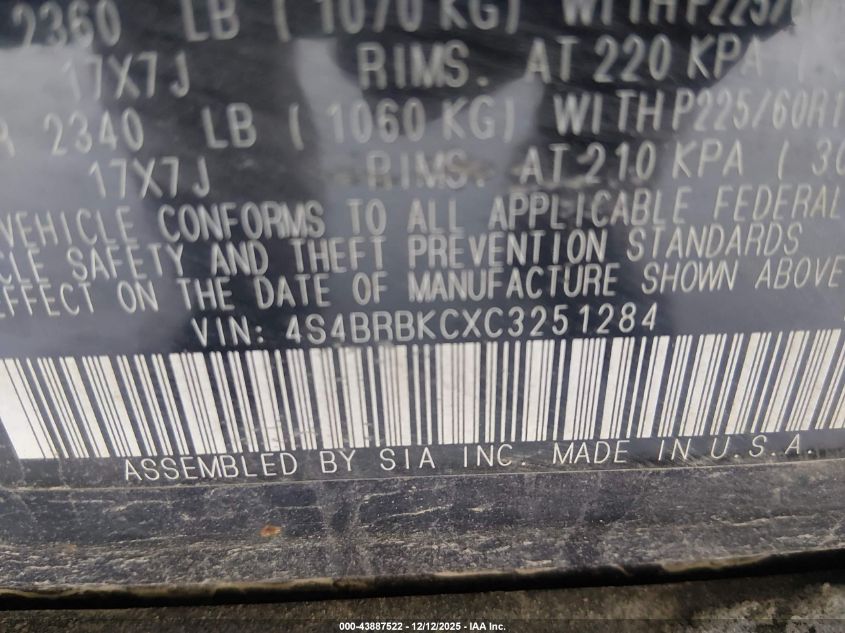 2360 LB ( 1070 KG) WITH P225/60
17X7J RIMS. AT 220 KPA (
R 2340 LB ( 1060 KG) WITH P225/60R1
17X7J RIMS. AT 210 KPA ( 30
VEHICLE CONFORMS TO ALL APPLICABLE FEDERAL
CLE SAFETY AND THEFT PREVENTION STANDARDS
EFFECT ON THE DATE OF MANUFACTURE SHOWN ABOVE
VIN: 4S4BRBKCXC3251284
ASSEMBLED BY SIA INC. MADE IN U.S.A.
000-43887522 - 12/12/2025 - IAA Inc.